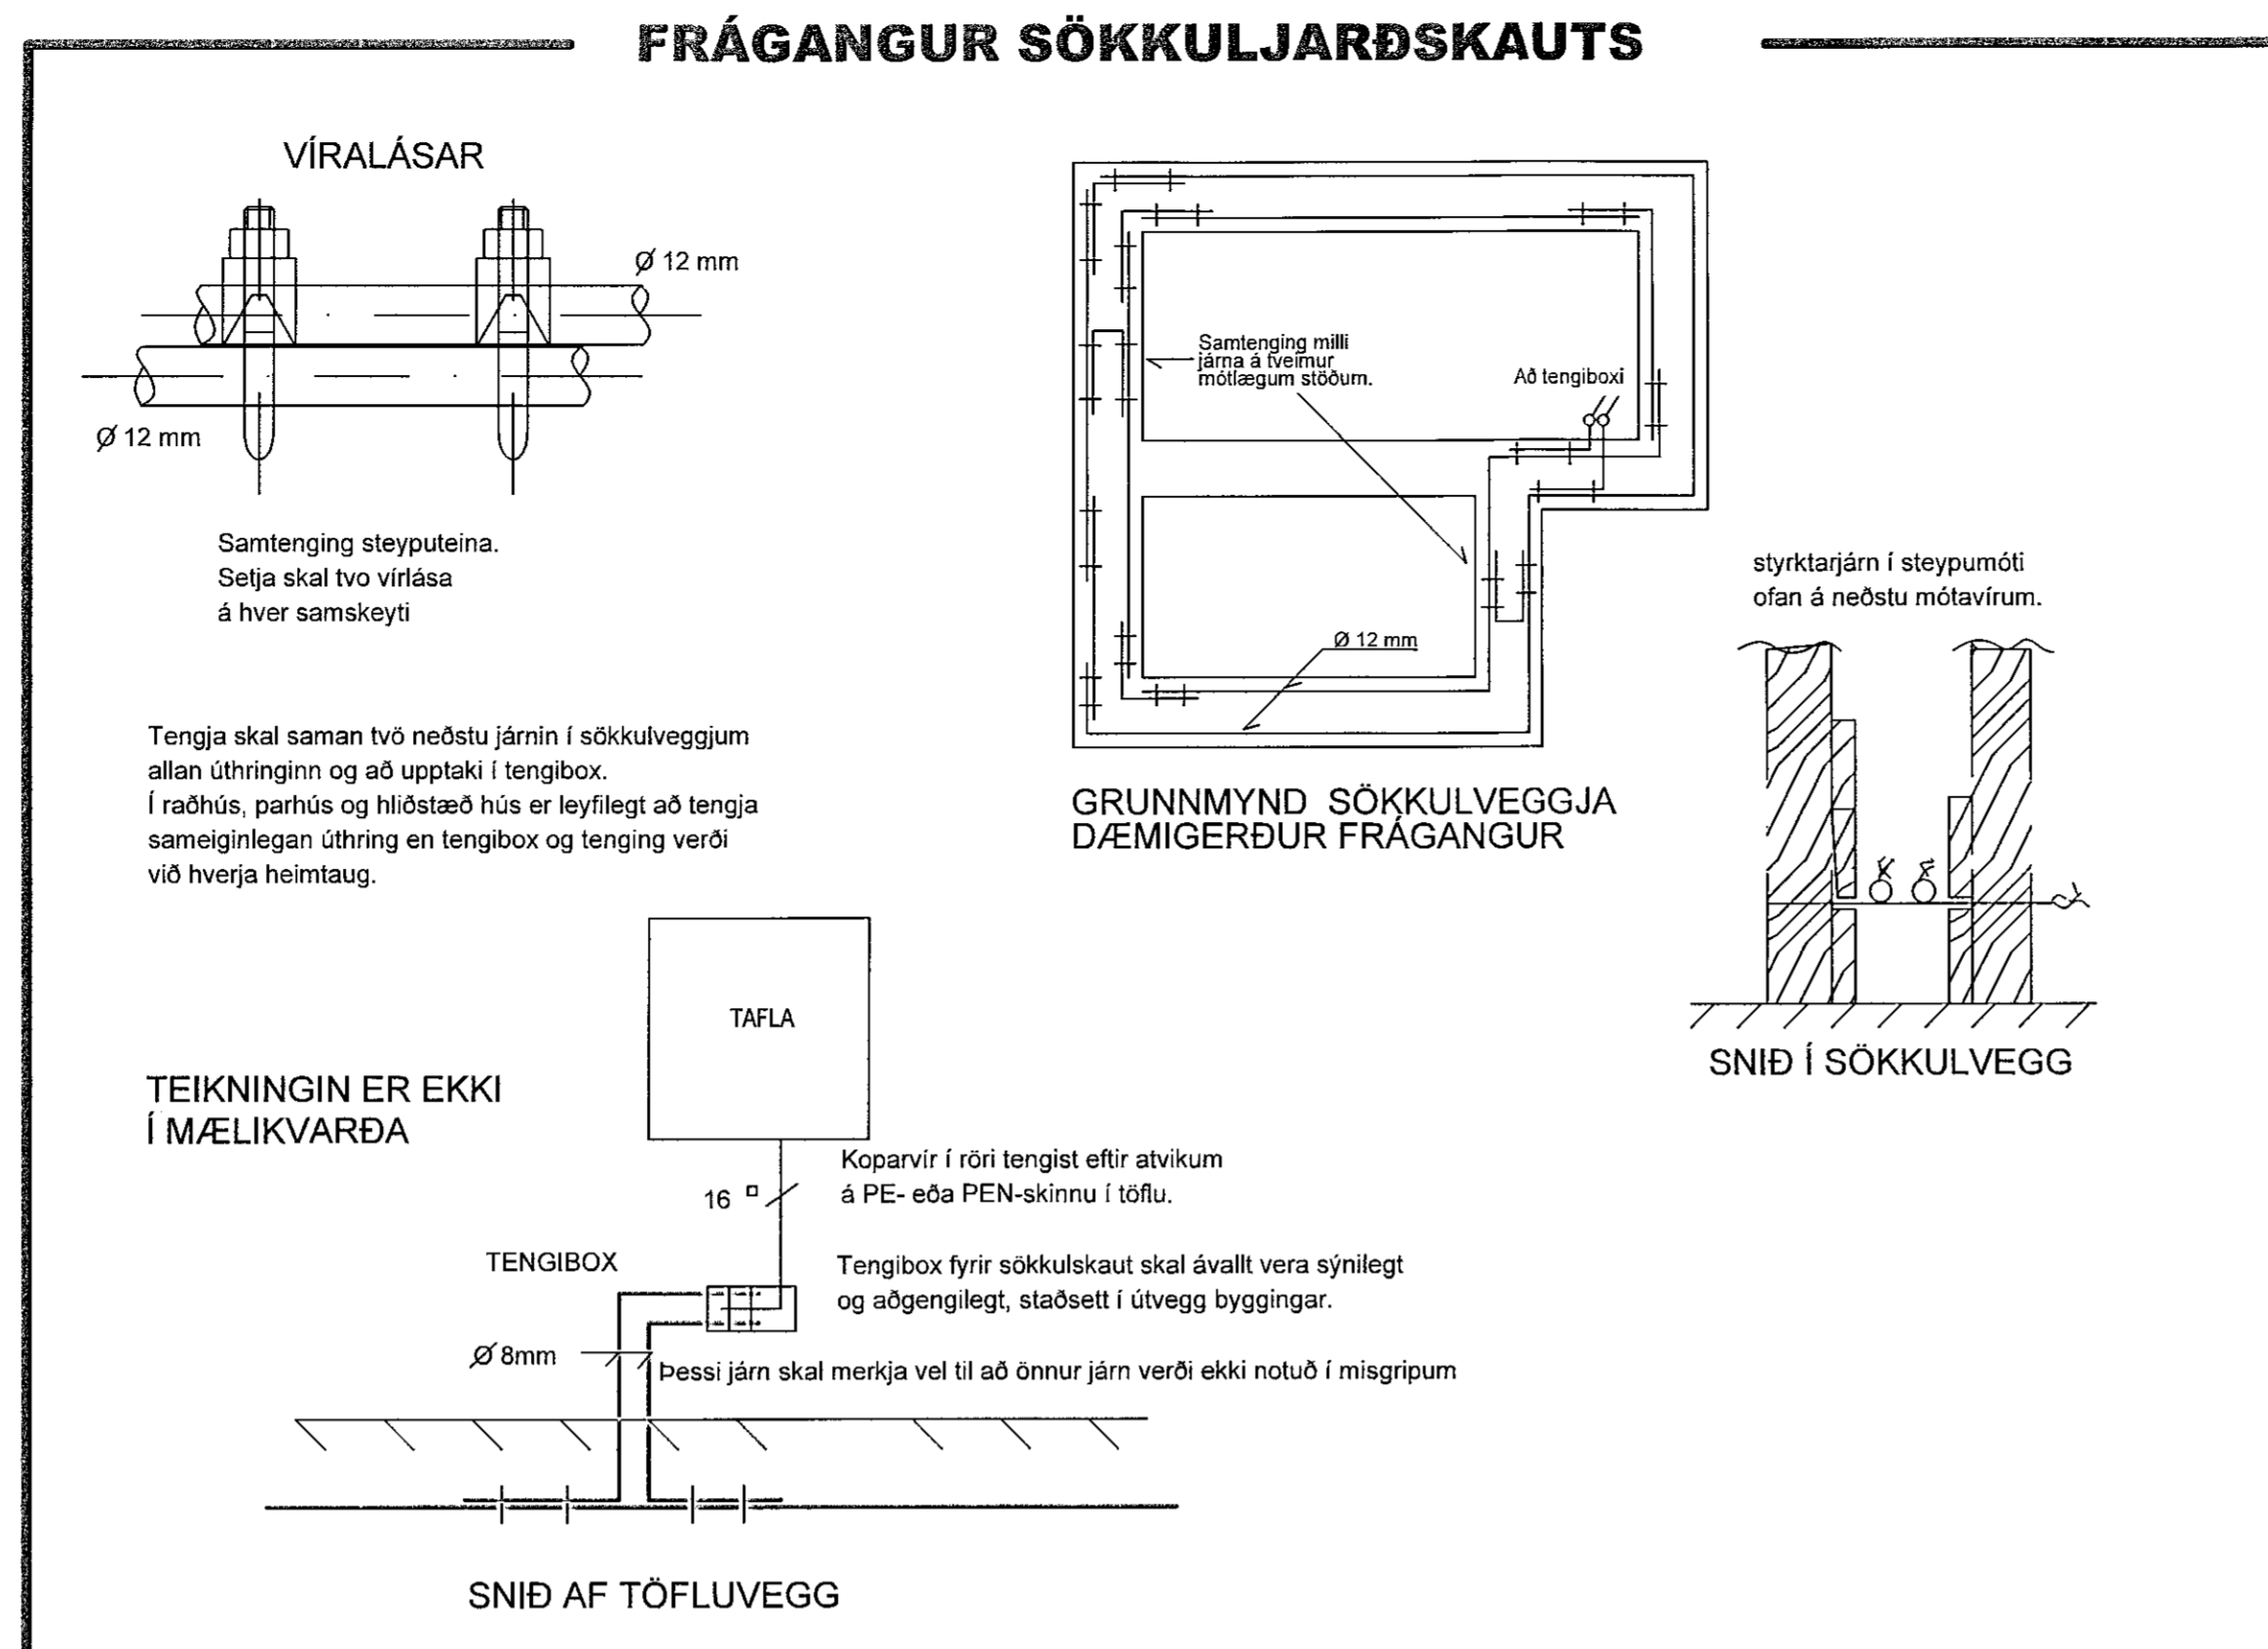 FRÁGANGUR SÖKKULJARÐSKAUTS
VÍRALÁSAR
Ø 12 mm
Ø 12 mm
Samtenging steyputeina.
Setja skal tvo vírlása
á hver samskeyti
Samtenging milli
járna á tveimur
mótlægum stöðum.
Að tengiboxi
Ø 12 mm
GRUNNMYND SÖKKULVEGGJA
DÆMIGERÐUR FRÁGANGUR
styrktarjárn í steypumóti
ofan á neðstu mótavírum.
SNIÐ Í SÖKKULVEGG
Tengja skal saman tvö neðstu járnin í sökkulveggjum
allan úthringinn og að upptaki í tengibox.
Í raðhús, parhús og hliðstæð hús er leyfilegt að tengja
sameiginlegan úthring en tengibox og tenging verði
við hverja heimtaug.
TEIKNINGIN ER EKKI
Í MÆLIKVARÐA
TAFLA
16 □
Koparvír í röri tengist eftir atvikum
á PE- eða PEN-skinnu í töflu.
TENGIBOX
Tengibox fyrir sökkulskaut skal ávallt vera sýnilegt
og aðgengilegt, staðsett í útvegg byggingar.
Ø 8mm
Þessi járn skal merkja vel til að önnur járn verði ekki notuð í misgripum
SNIÐ AF TÖFLUVEGG